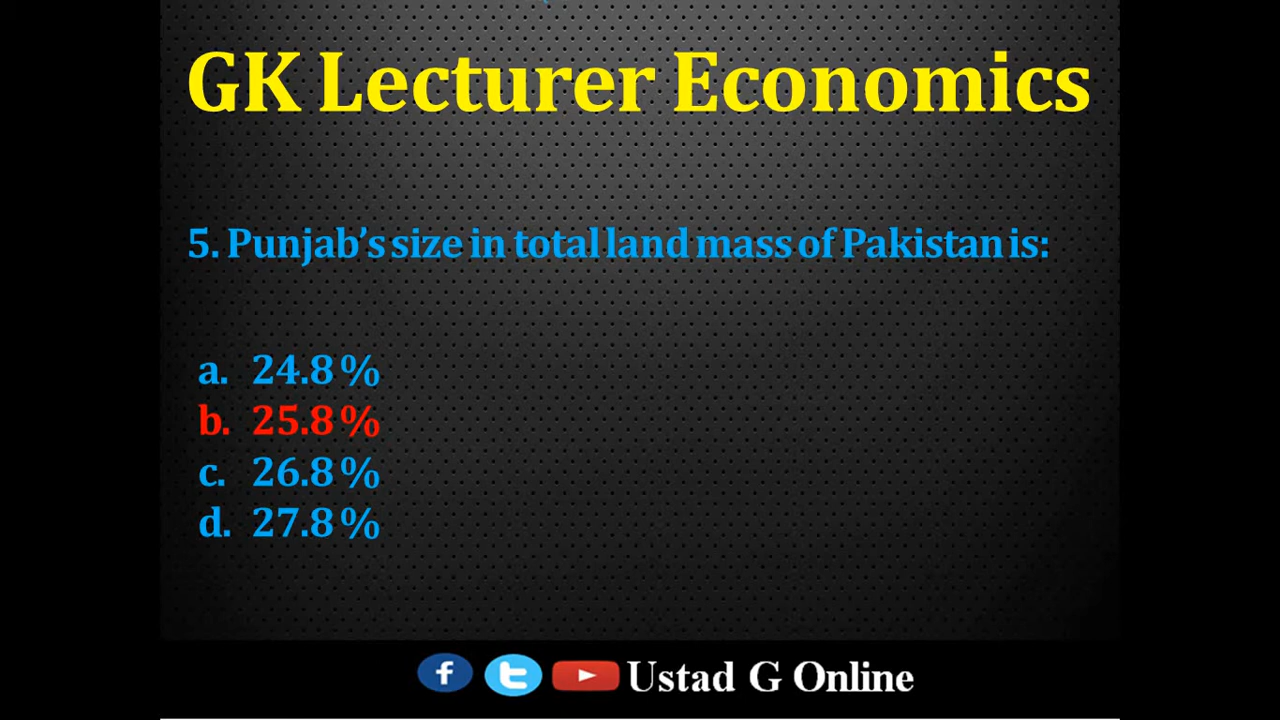 GK Lecturer Economics
5. Punjab’s size in total land mass of Pakistan is:
a. 24.8%
b. 25.8%
c. 26.8%
d. 27.8%
Ustad G Online